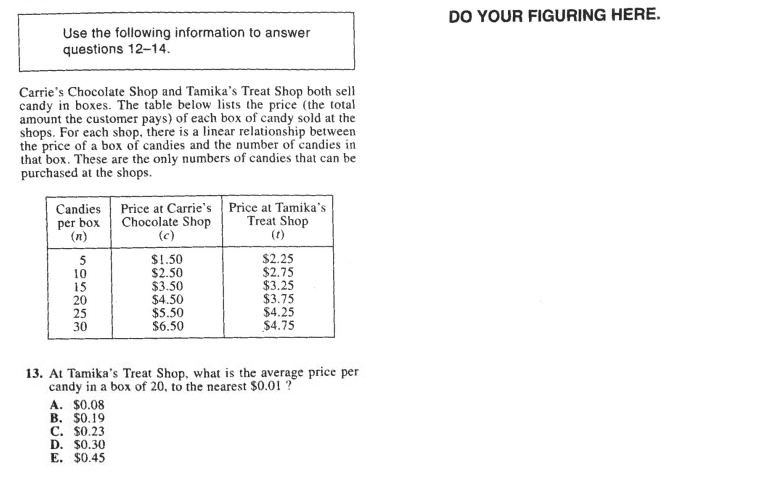 DO YOUR FIGURING HERE.
Use the following information to answer
questions 12–14.
Carrie's Chocolate Shop and Tamika's Treat Shop both sell
candy in boxes. The table below lists the price (the total
amount the customer pays) of each box of candy sold at the
shops. For each shop, there is a linear relationship between
the price of a box of candies and the number of candies in
that box. These are the only numbers of candies that can be
purchased at the shops.
Candies Price at Carrie's Price at Tamika's
per box Chocolate Shop Treat Shop
(n) (c) (t)
5 $1.50 $2.25
10 $2.50 $2.75
15 $3.50 $3.25
20 $4.50 $3.75
25 $5.50 $4.25
30 $6.50 $4.75
13. At Tamika's Treat Shop, what is the average price per
candy in a box of 20, to the nearest $0.01 ?
A. $0.08
B. $0.19
C. $0.23
D. $0.30
E. $0.45